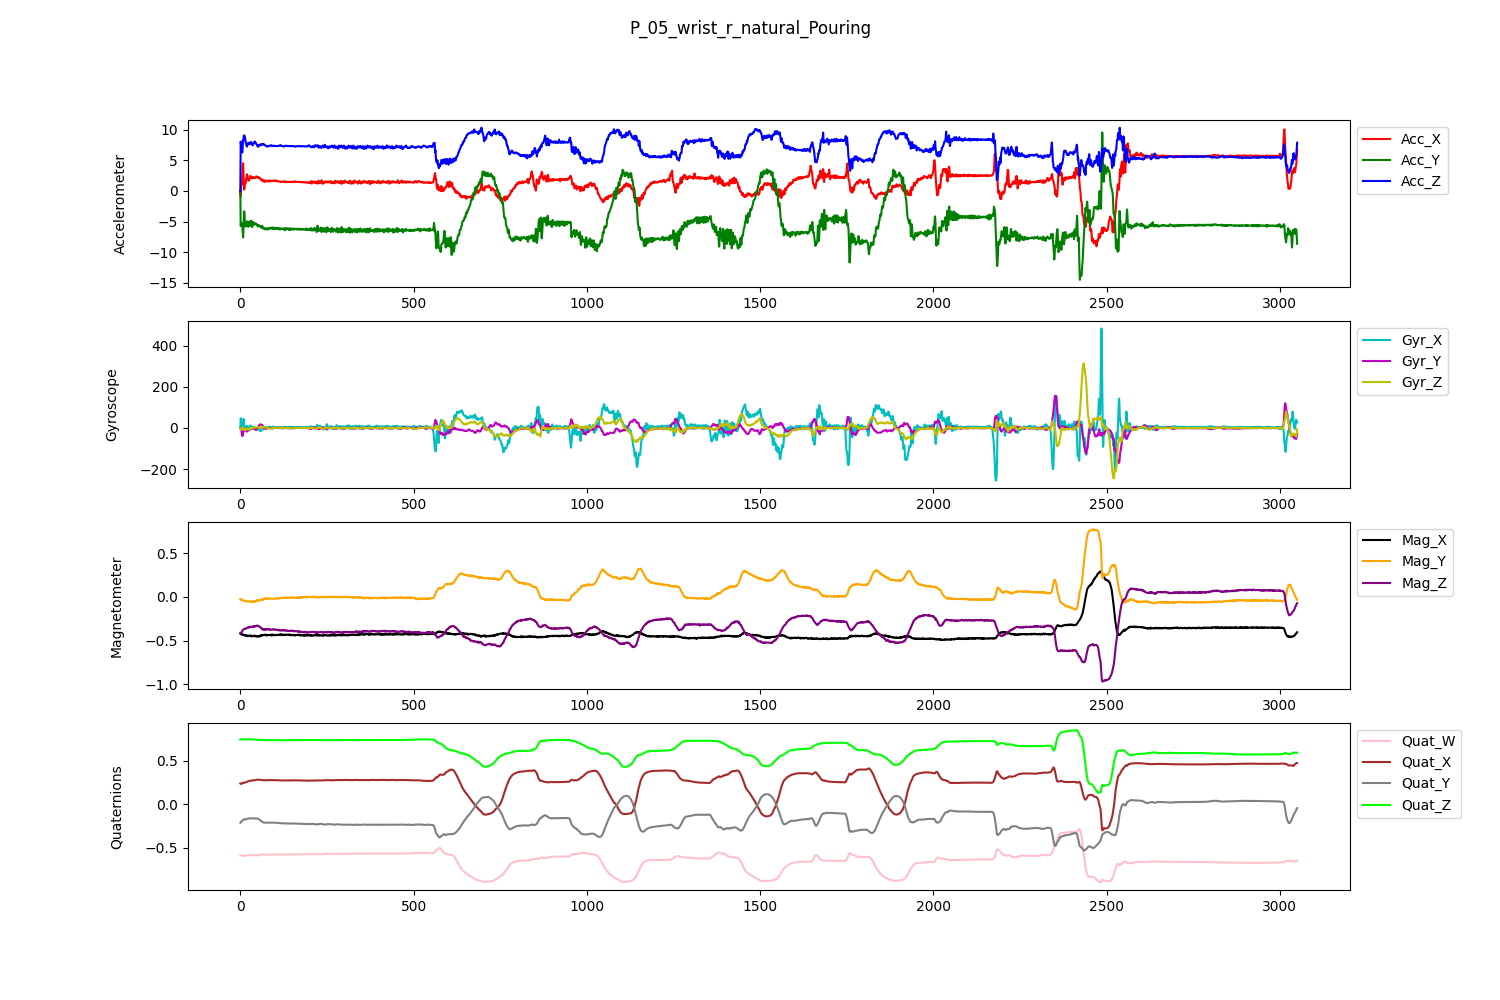 P_05_wrist_r_natural_Pouring
Accelerometer
10
5
0
−5
−10
−15
0 500 1000 1500 2000 2500 3000
Acc_X
Acc_Y
Acc_Z
Gyroscope
400
200
0
−200
0 500 1000 1500 2000 2500 3000
Gyr_X
Gyr_Y
Gyr_Z
Magnetometer
0.5
0.0
−0.5
−1.0
0 500 1000 1500 2000 2500 3000
Mag_X
Mag_Y
Mag_Z
Quaternions
0.5
0.0
−0.5
0 500 1000 1500 2000 2500 3000
Quat_W
Quat_X
Quat_Y
Quat_Z